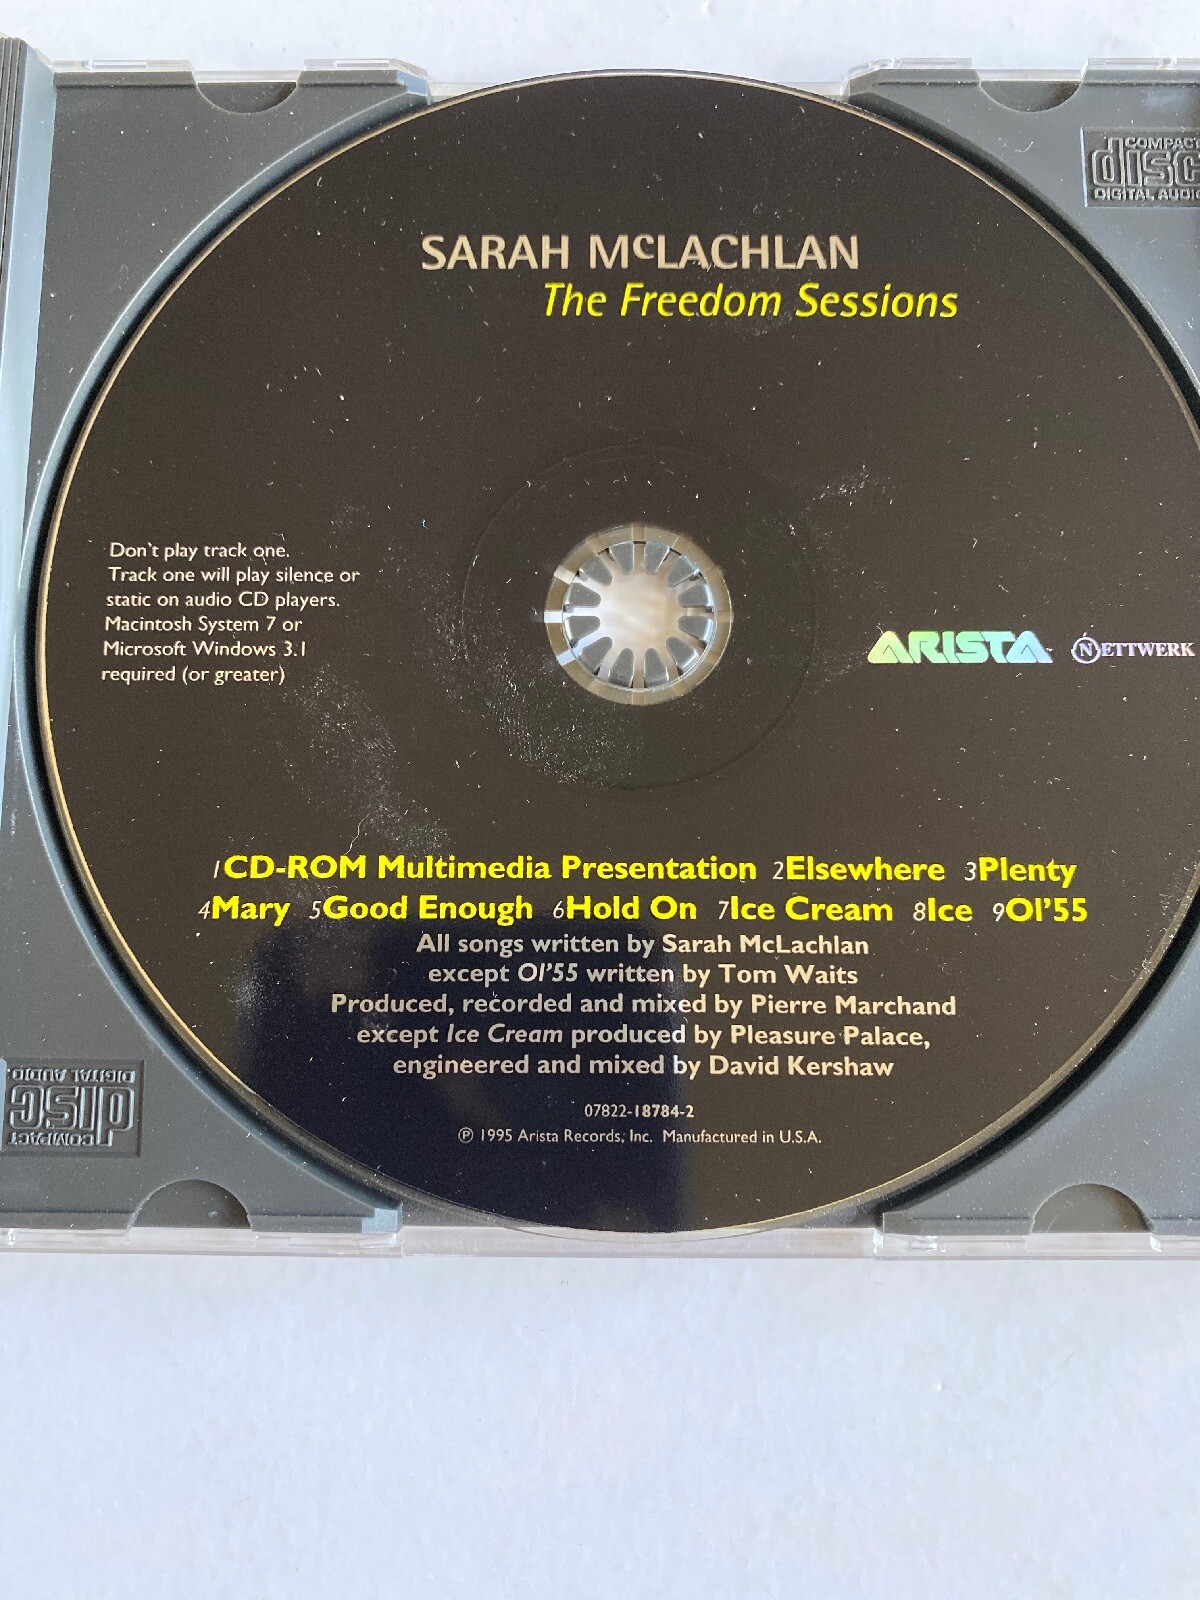 COMPACT
disc
DIGITAL AUDIO
SARAH McLACHLAN
The Freedom Sessions
Don't play track one.
Track one will play silence or
static on audio CD players.
Macintosh System 7 or
Microsoft Windows 3.1
required (or greater)
ARISTA NETTWERK
1CD-ROM Multimedia Presentation 2Elsewhere 3Plenty
4Mary 5Good Enough 6Hold On 7Ice Cream 8Ice 9Ol'55
All songs written by Sarah McLachlan
except Ol'55 written by Tom Waits
Produced, recorded and mixed by Pierre Marchand
except Ice Cream produced by Pleasure Palace,
engineered and mixed by David Kershaw
07822-18784-2
℗ 1995 Arista Records, Inc. Manufactured in U.S.A.
COMPACT
disc
DIGITAL AUDIO